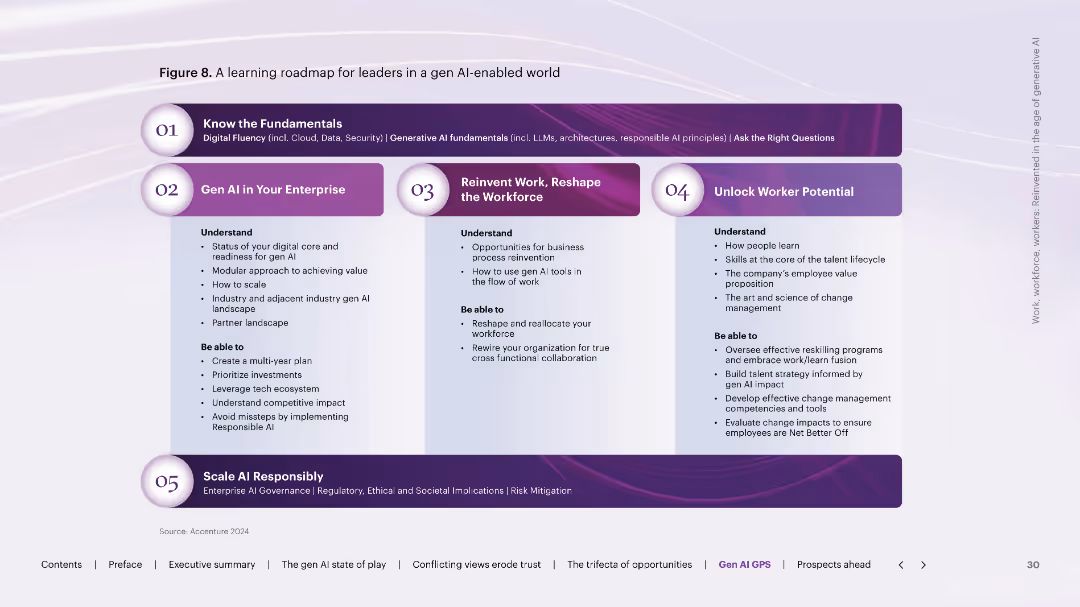 Figure 8. A learning roadmap for leaders in a gen AI-enabled world
01
Know the Fundamentals
Digital Fluency (incl. Cloud, Data, Security) | Generative AI fundamentals (incl. LLMs, architectures, responsible AI principles) | Ask the Right Questions
02
Gen AI in Your Enterprise
Understand
• Status of your digital core and
readiness for gen AI
• Modular approach to achieving value
• How to scale
• Industry and adjacent industry gen AI
landscape
• Partner landscape
Be able to
• Create a multi-year plan
• Prioritize investments
• Leverage tech ecosystem
• Understand competitive impact
• Avoid missteps by implementing
Responsible AI
03
Reinvent Work, Reshape
the Workforce
Understand
• Opportunities for business
process reinvention
• How to use gen AI tools in
the flow of work
Be able to
• Reshape and reallocate your
workforce
• Rewire your organization for true
cross functional collaboration
04
Unlock Worker Potential
Understand
• How people learn
• Skills at the core of the talent lifecycle
• The company's employee value
proposition
• The art and science of change
management
Be able to
• Oversee effective reskilling programs
and embrace work/learn fusion
• Build talent strategy informed by
gen AI impact
• Develop effective change management
competencies and tools
• Evaluate change impacts to ensure
employees are Net Better Off
05
Scale AI Responsibly
Enterprise AI Governance | Regulatory, Ethical and Societal Implications | Risk Mitigation
Source: Accenture 2024
Work, workforce, workers: Reinvented in the age of generative AI
Contents | Preface | Executive summary | The gen AI state of play | Conflicting views erode trust | The trifecta of opportunities | Gen AI GPS | Prospects ahead < > 30